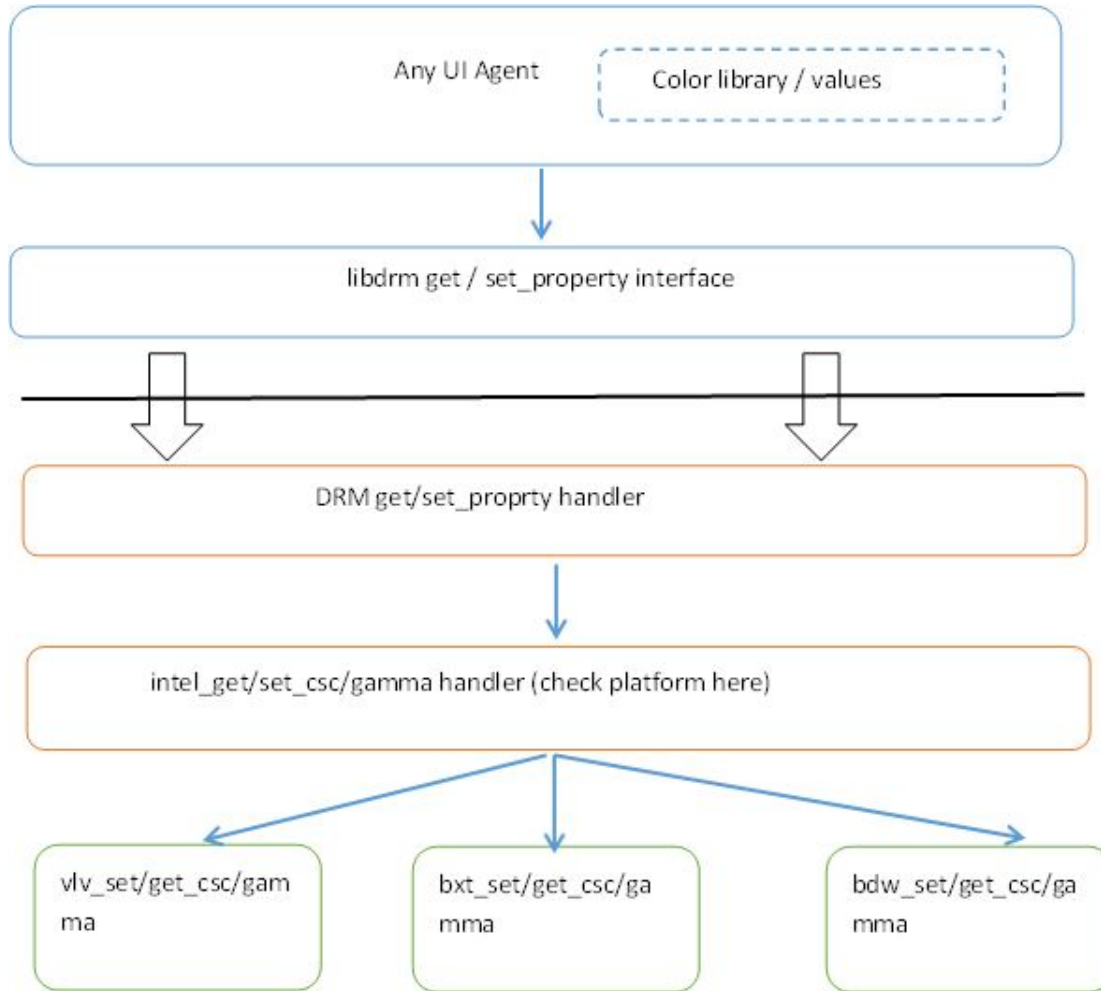 Any UI Agent
Color library / values
libdrm get / set_property interface
DRM get/set_proprty handler
intel_get/set_csc/gamma handler (check platform here)
vlv_set/get_csc/gam
ma
bxt_set/get_csc/ga
mma
bdw_set/get_csc/ga
mma